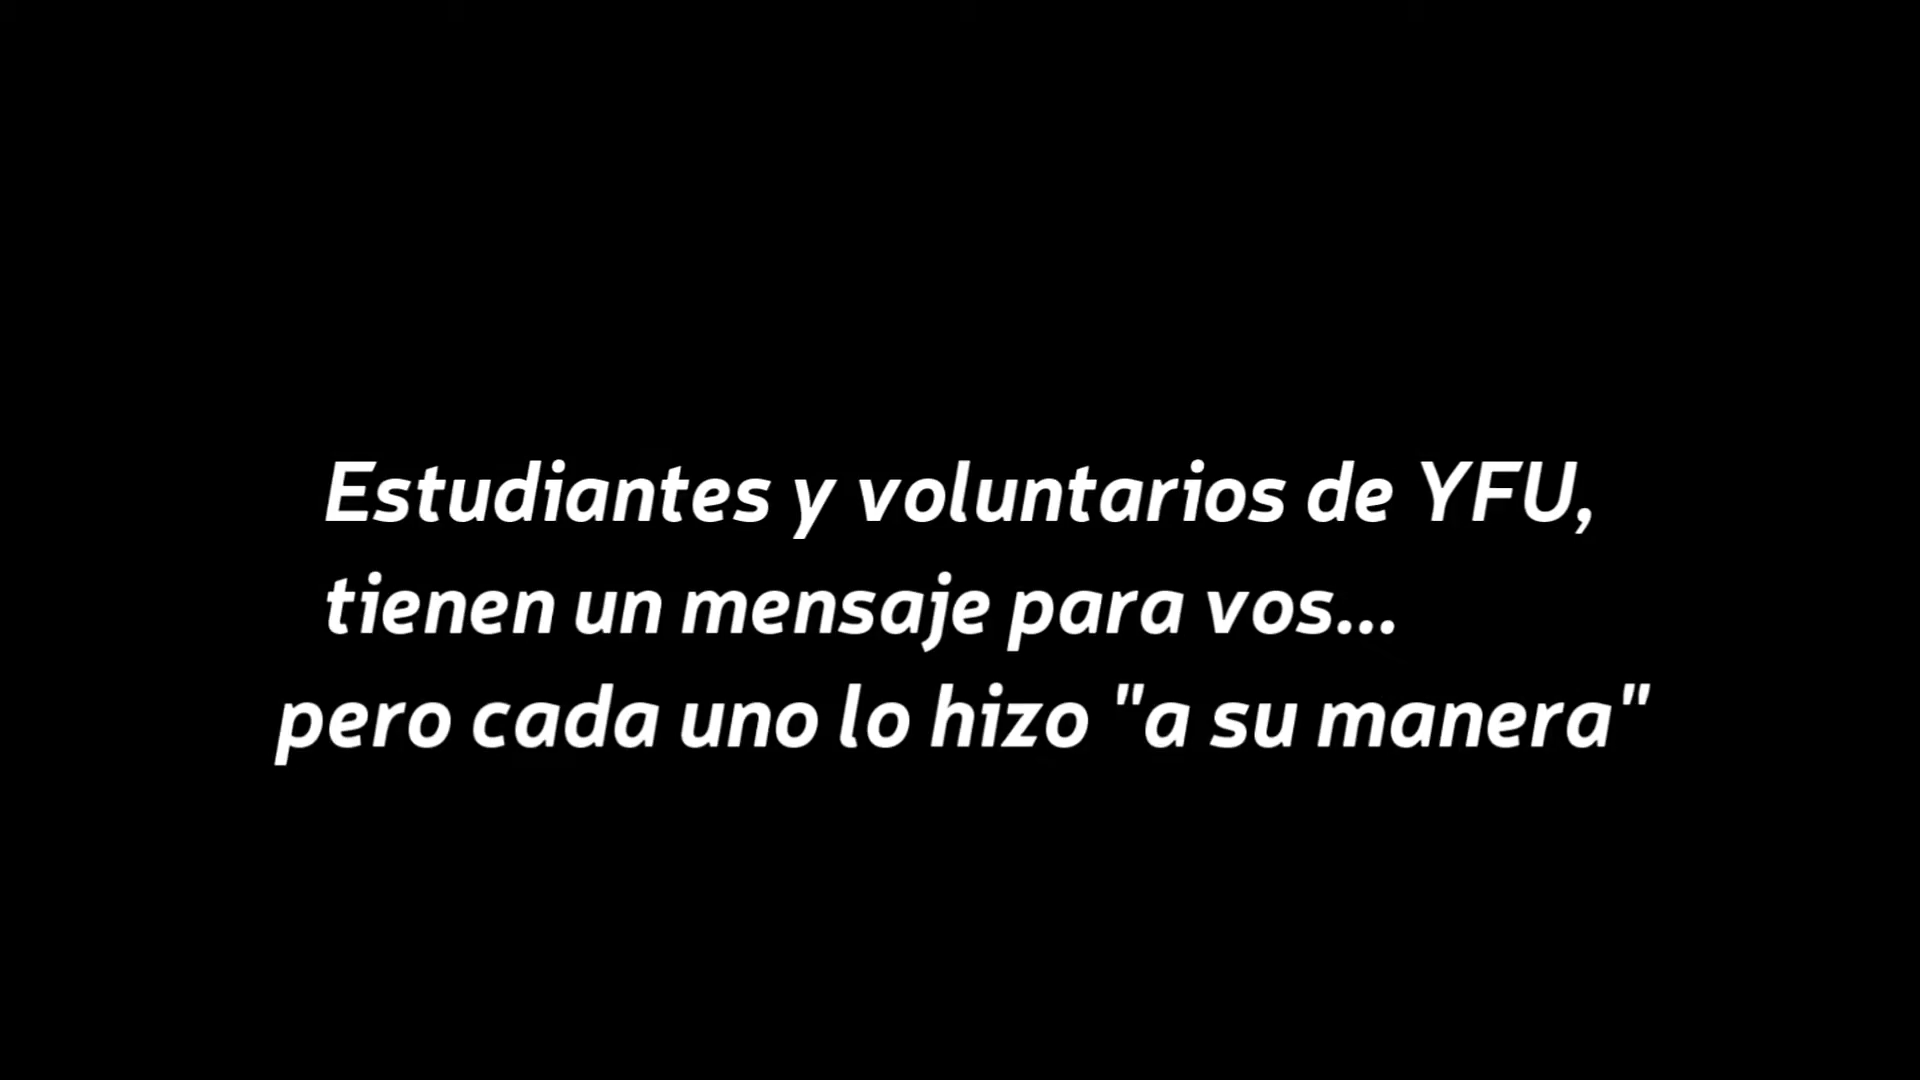 Estudiantes y voluntarios de YFU,
tienen un mensaje para vos...
pero cada uno lo hizo "a su manera"